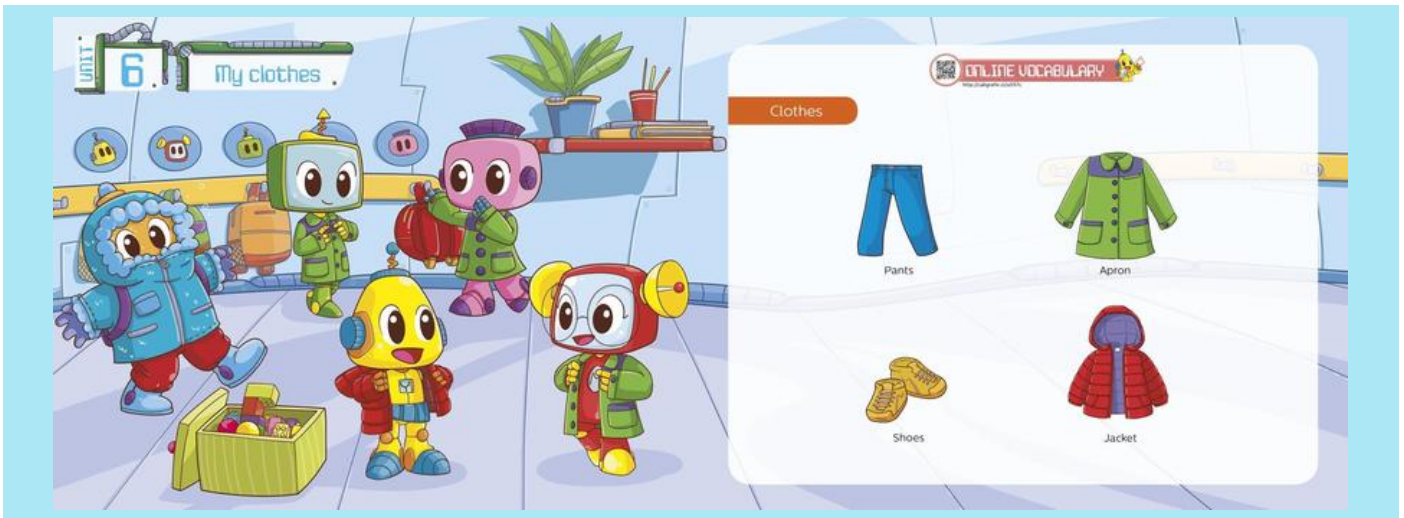 UNIT
6
My clothes
ONLINE VOCABULARY
Clothes
Pants
Apron
Shoes
Jacket